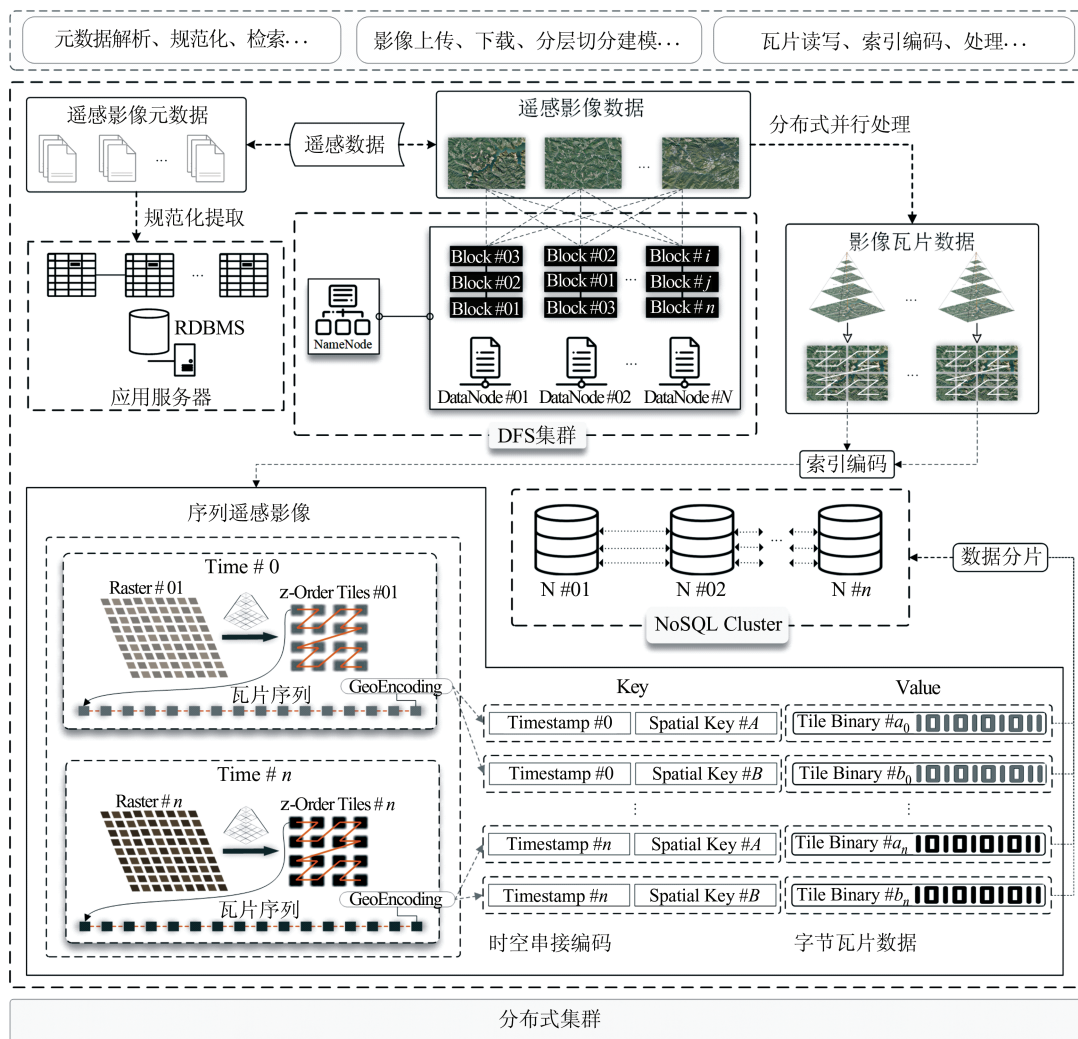 元数据解析、规范化、检索…
影像上传、下载、分层切分建模…
瓦片读写、索引编码、处理…
遥感影像元数据
...
遥感数据
遥感影像数据
...
分布式并行处理
规范化提取
...
RDBMS
应用服务器
NameNode
Block #03
Block #02
Block # i
Block #02
Block #01
...
Block # j
Block #01
Block #03
Block # n
...
DataNode #01
DataNode #02
DataNode #N
DFS集群
影像瓦片数据
...
...
索引编码
序列遥感影像
Time # 0
Raster # 01
z-Order Tiles #01
瓦片序列
GeoEncoding
Time # n
Raster # n
z-Order Tiles # n
瓦片序列
GeoEncoding
...
N #01
N #02
N #n
NoSQL Cluster
数据分片
Key
Value
Timestamp #0
Spatial Key #A
Tile Binary #a0
Timestamp #0
Spatial Key #B
Tile Binary #b0
⋮
⋮
Timestamp #n
Spatial Key #A
Tile Binary #an
Timestamp #n
Spatial Key #B
Tile Binary #bn
时空串接编码
字节瓦片数据
分布式集群